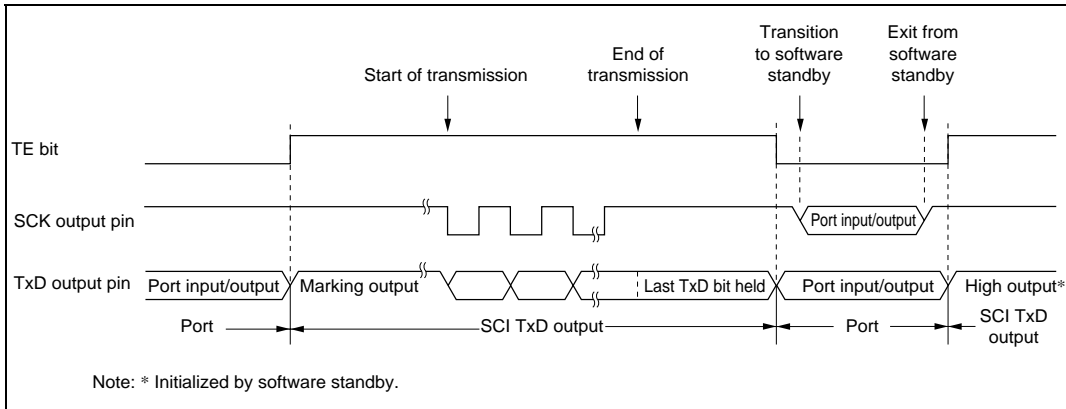 Start of transmission
End of
transmission
Transition
to software
standby
Exit from
software
standby
TE bit
SCK output pin
Port input/output
TxD output pin
Port input/output
Marking output
Last TxD bit held
Port input/output
High output*
Port
SCI TxD output
Port
SCI TxD
output
Note: * Initialized by software standby.